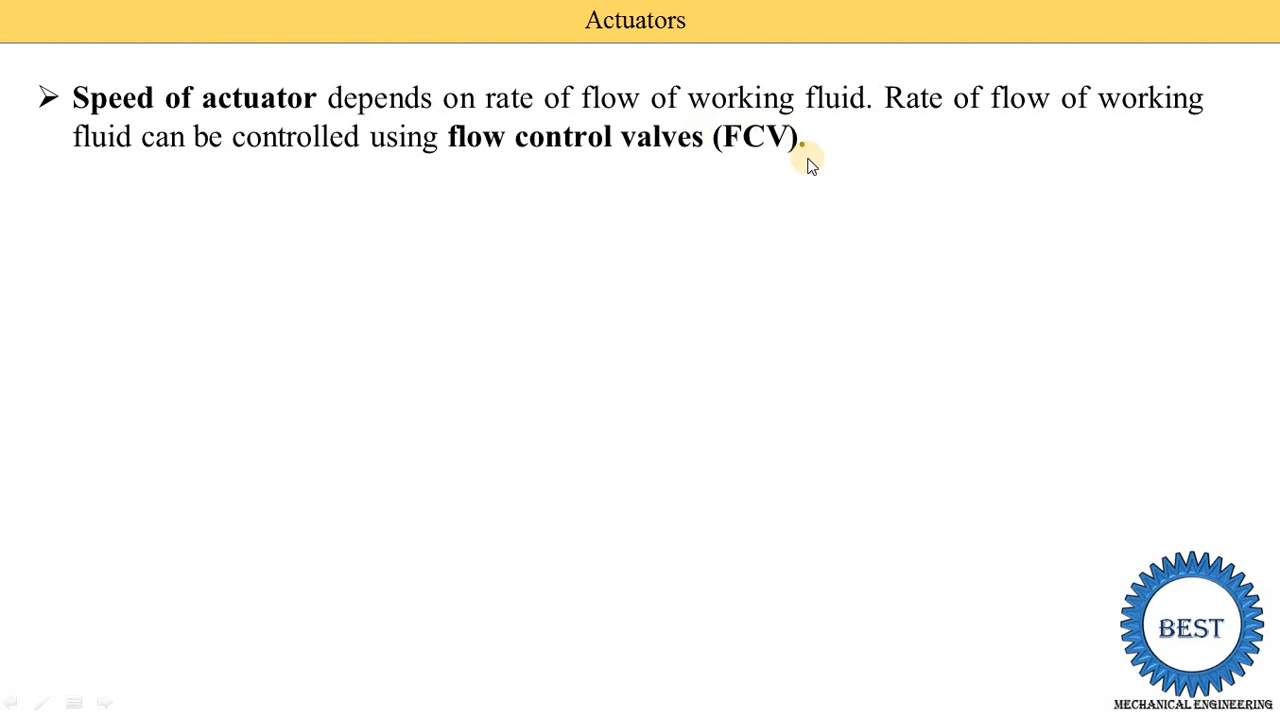 Actuators
➢ Speed of actuator depends on rate of flow of working fluid. Rate of flow of working
fluid can be controlled using flow control valves (FCV).
BEST
MECHANICAL ENGINEERING